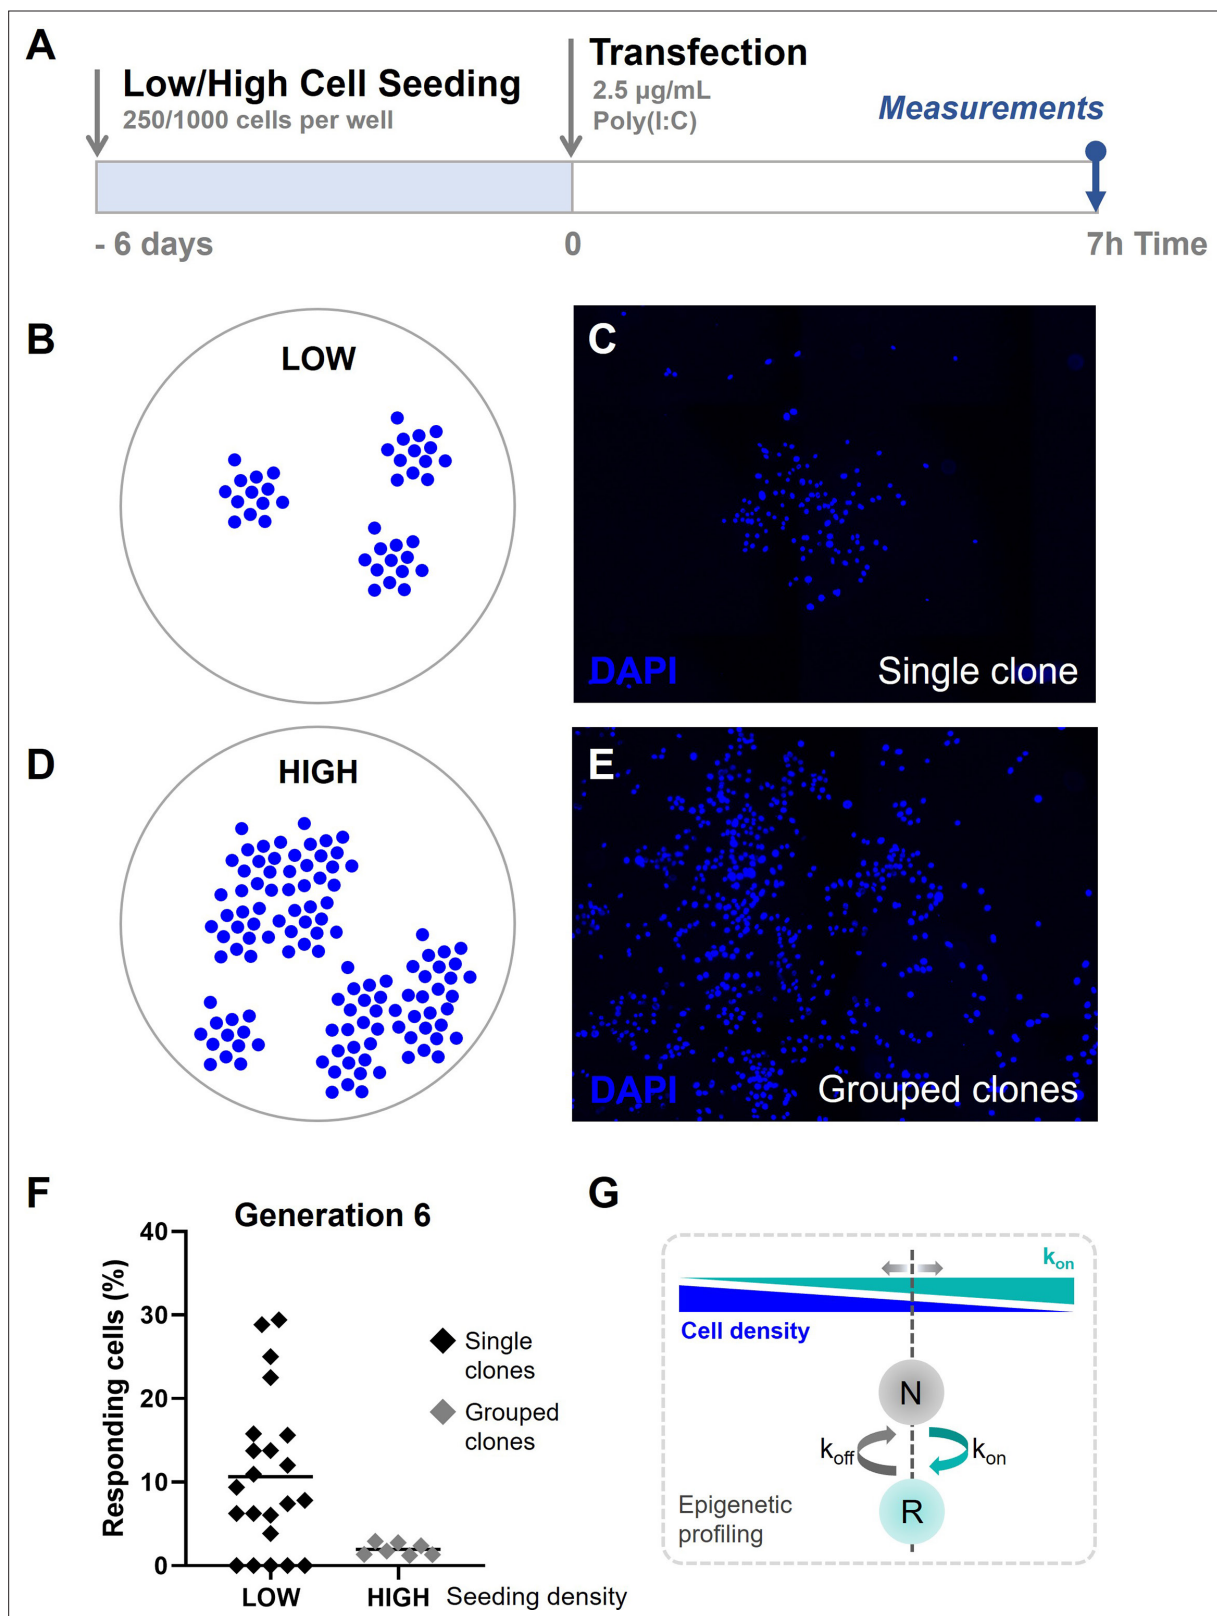 A
Low/High Cell Seeding
250/1000 cells per well
Transfection
2.5 µg/mL
Poly(I:C)
Measurements
- 6 days
0
7h Time
B
LOW
C
DAPI
Single clone
D
HIGH
E
DAPI
Grouped clones
F
Generation 6
Responding cells (%)
40
30
20
10
0
Single
clones
Grouped
clones
LOW
HIGH
Seeding density
G
kon
Cell density
N
koff
kon
R
Epigenetic
profiling